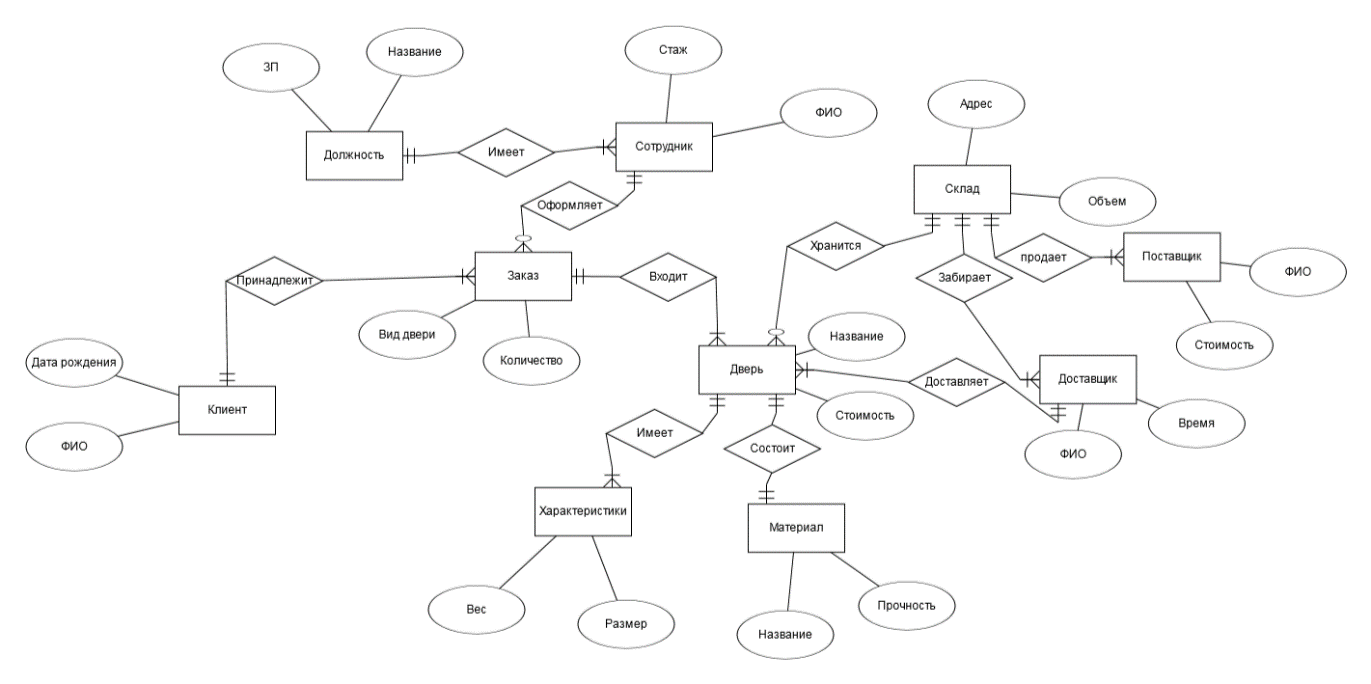 Название
Стаж
ЗП
Адрес
ФИО
Должность
Имеет
Сотрудник
Склад
Объем
Оформляет
Хранится
Поставщик
продает
ФИО
Заказ
Входит
Забирает
Принадлежит
Вид двери
Название
Стоимость
Количество
Дата рождения
Дверь
Доставляет
Доставщик
Клиент
Стоимость
Время
Имеет
ФИО
Состоит
ФИО
Характеристики
Материал
Вес
Размер
Прочность
Название